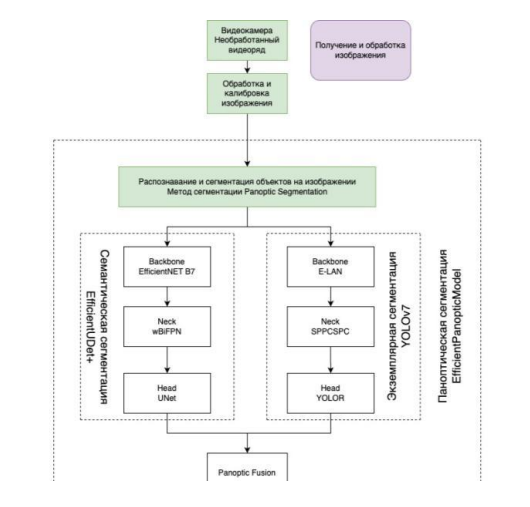 Видеокамера
Необработанный
видеоряд
Получение и обработка
изображения
Обработка и
калибровка
изображения
Распознавание и сегментация объектов на изображении
Метод сегментации Panoptic Segmentation
Семантическая сегментация
EfficientUDet+
Backbone
EfficientNET B7
Neck
wBiFPN
Head
UNet
Backbone
E-LAN
Neck
SPPCSPC
Head
YOLOR
Экземплярная сегментация
YOLOv7
Паноптическая сегментация
EfficientPanopticModel
Panoptic Fusion